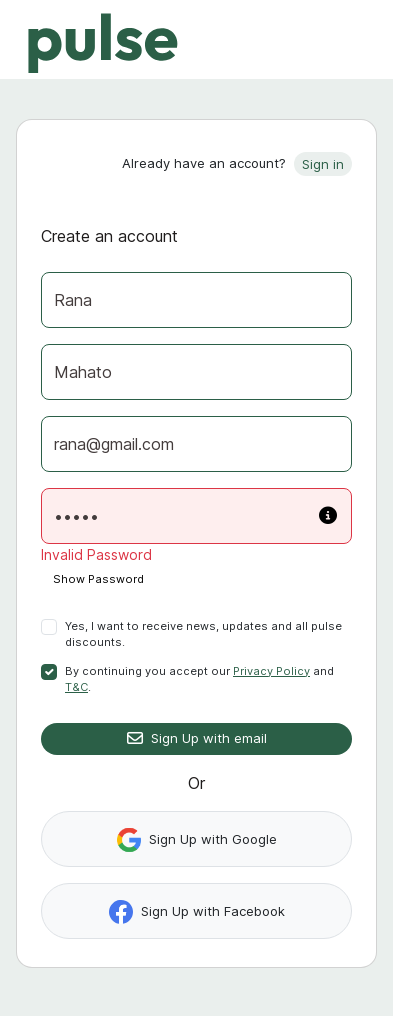 pulse
Already have an account? Sign in
Create an account
Rana
Mahato
rana@gmail.com
•••••
Invalid Password
Show Password
Yes, I want to receive news, updates and all pulse
discounts.
By continuing you accept our Privacy Policy and
T&C.
Sign Up with email
Or
Sign Up with Google
Sign Up with Facebook